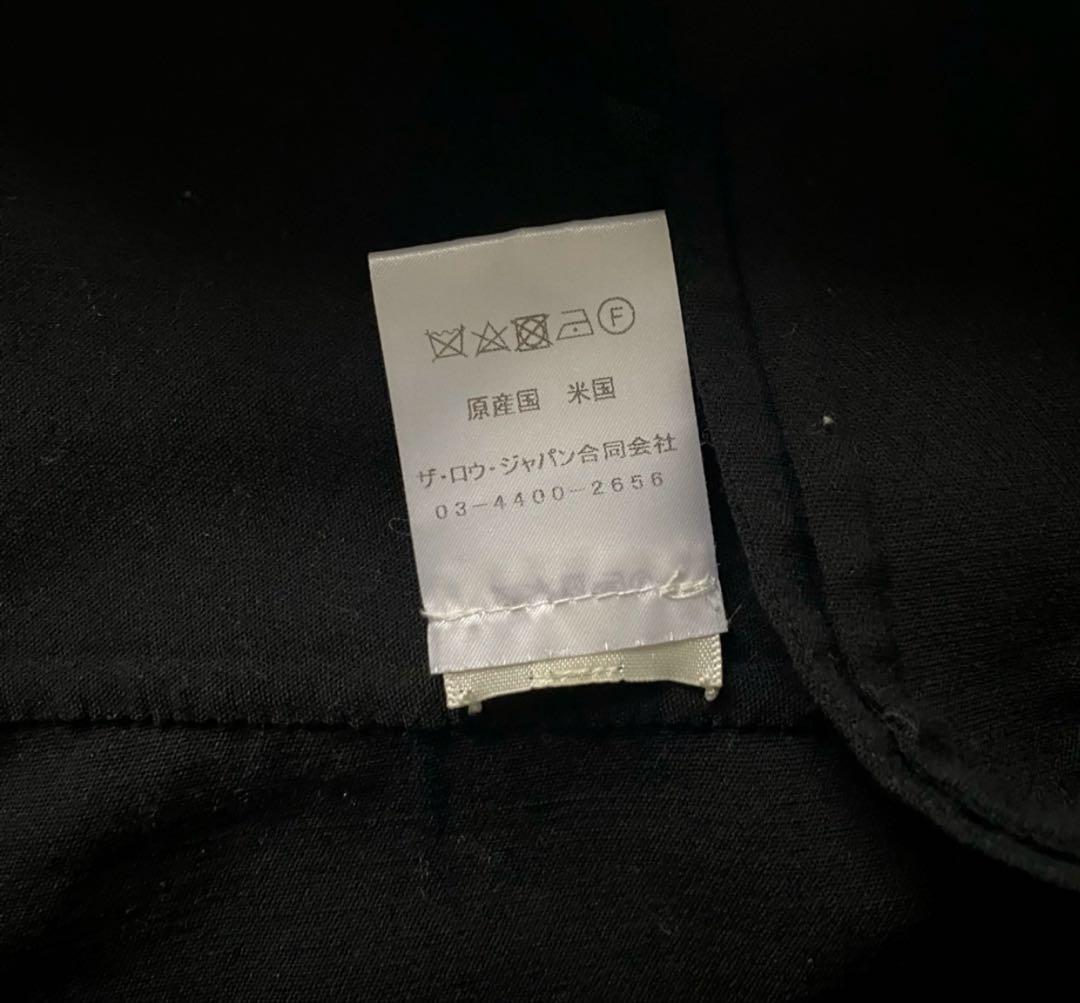 F
原産国 米国
ザ・ロウ・ジャパン合同会社
03-4400-2656